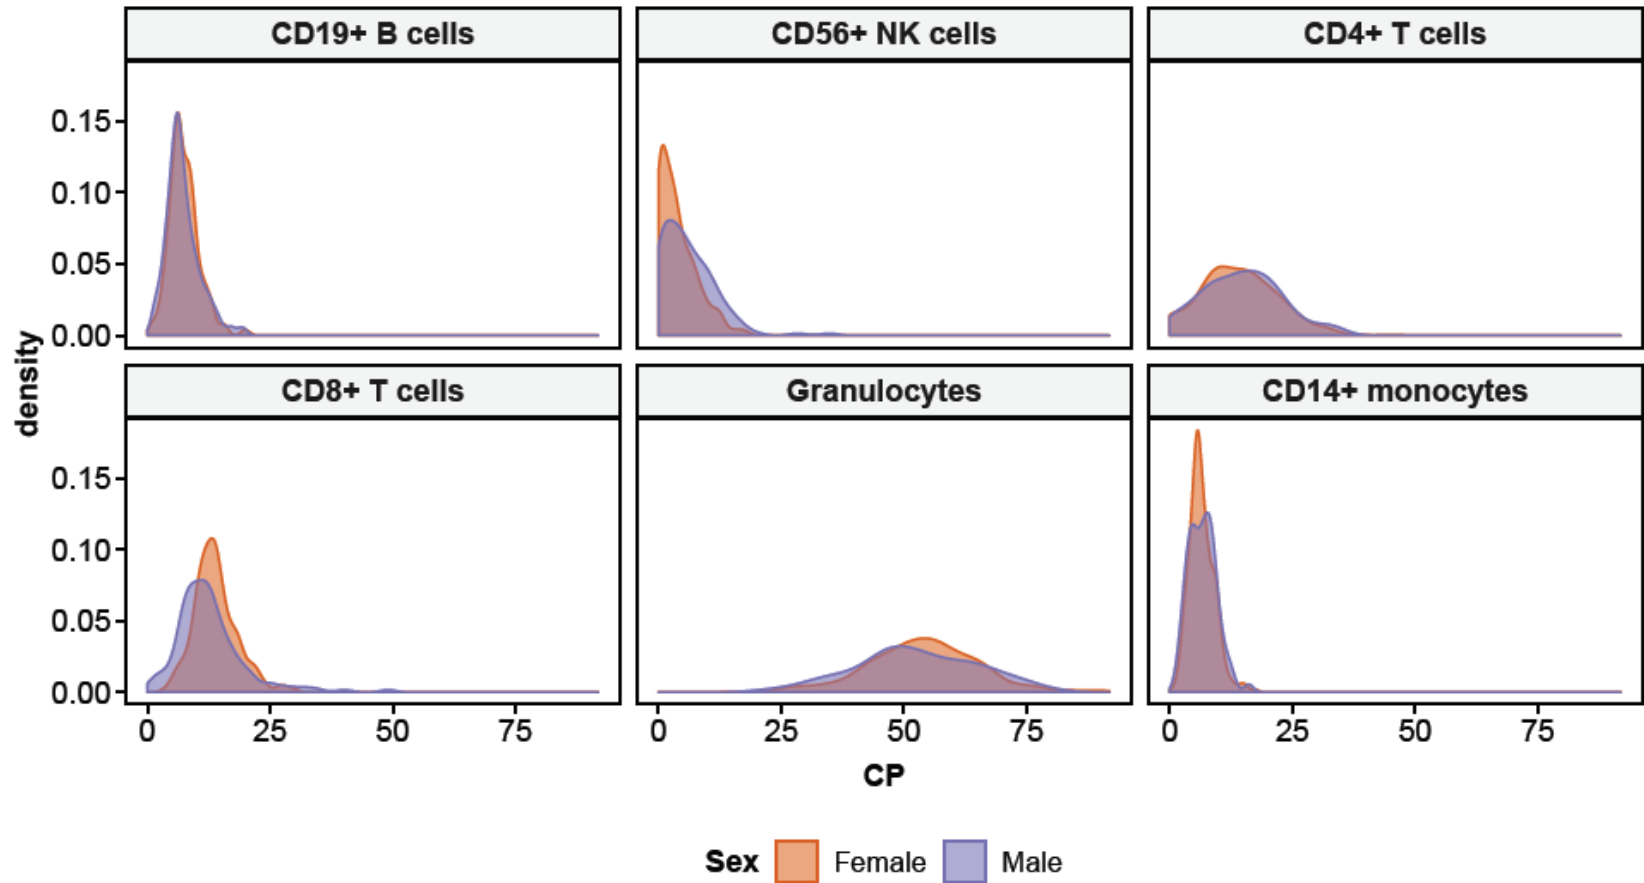 CD19+ B cells
CD56+ NK cells
CD4+ T cells
0.15
0.10
0.05
0.00
density
CD8+ T cells
Granulocytes
CD14+ monocytes
0.15
0.10
0.05
0.00
0 25 50 75
0 25 50 75
0 25 50 75
CP
Sex Female Male